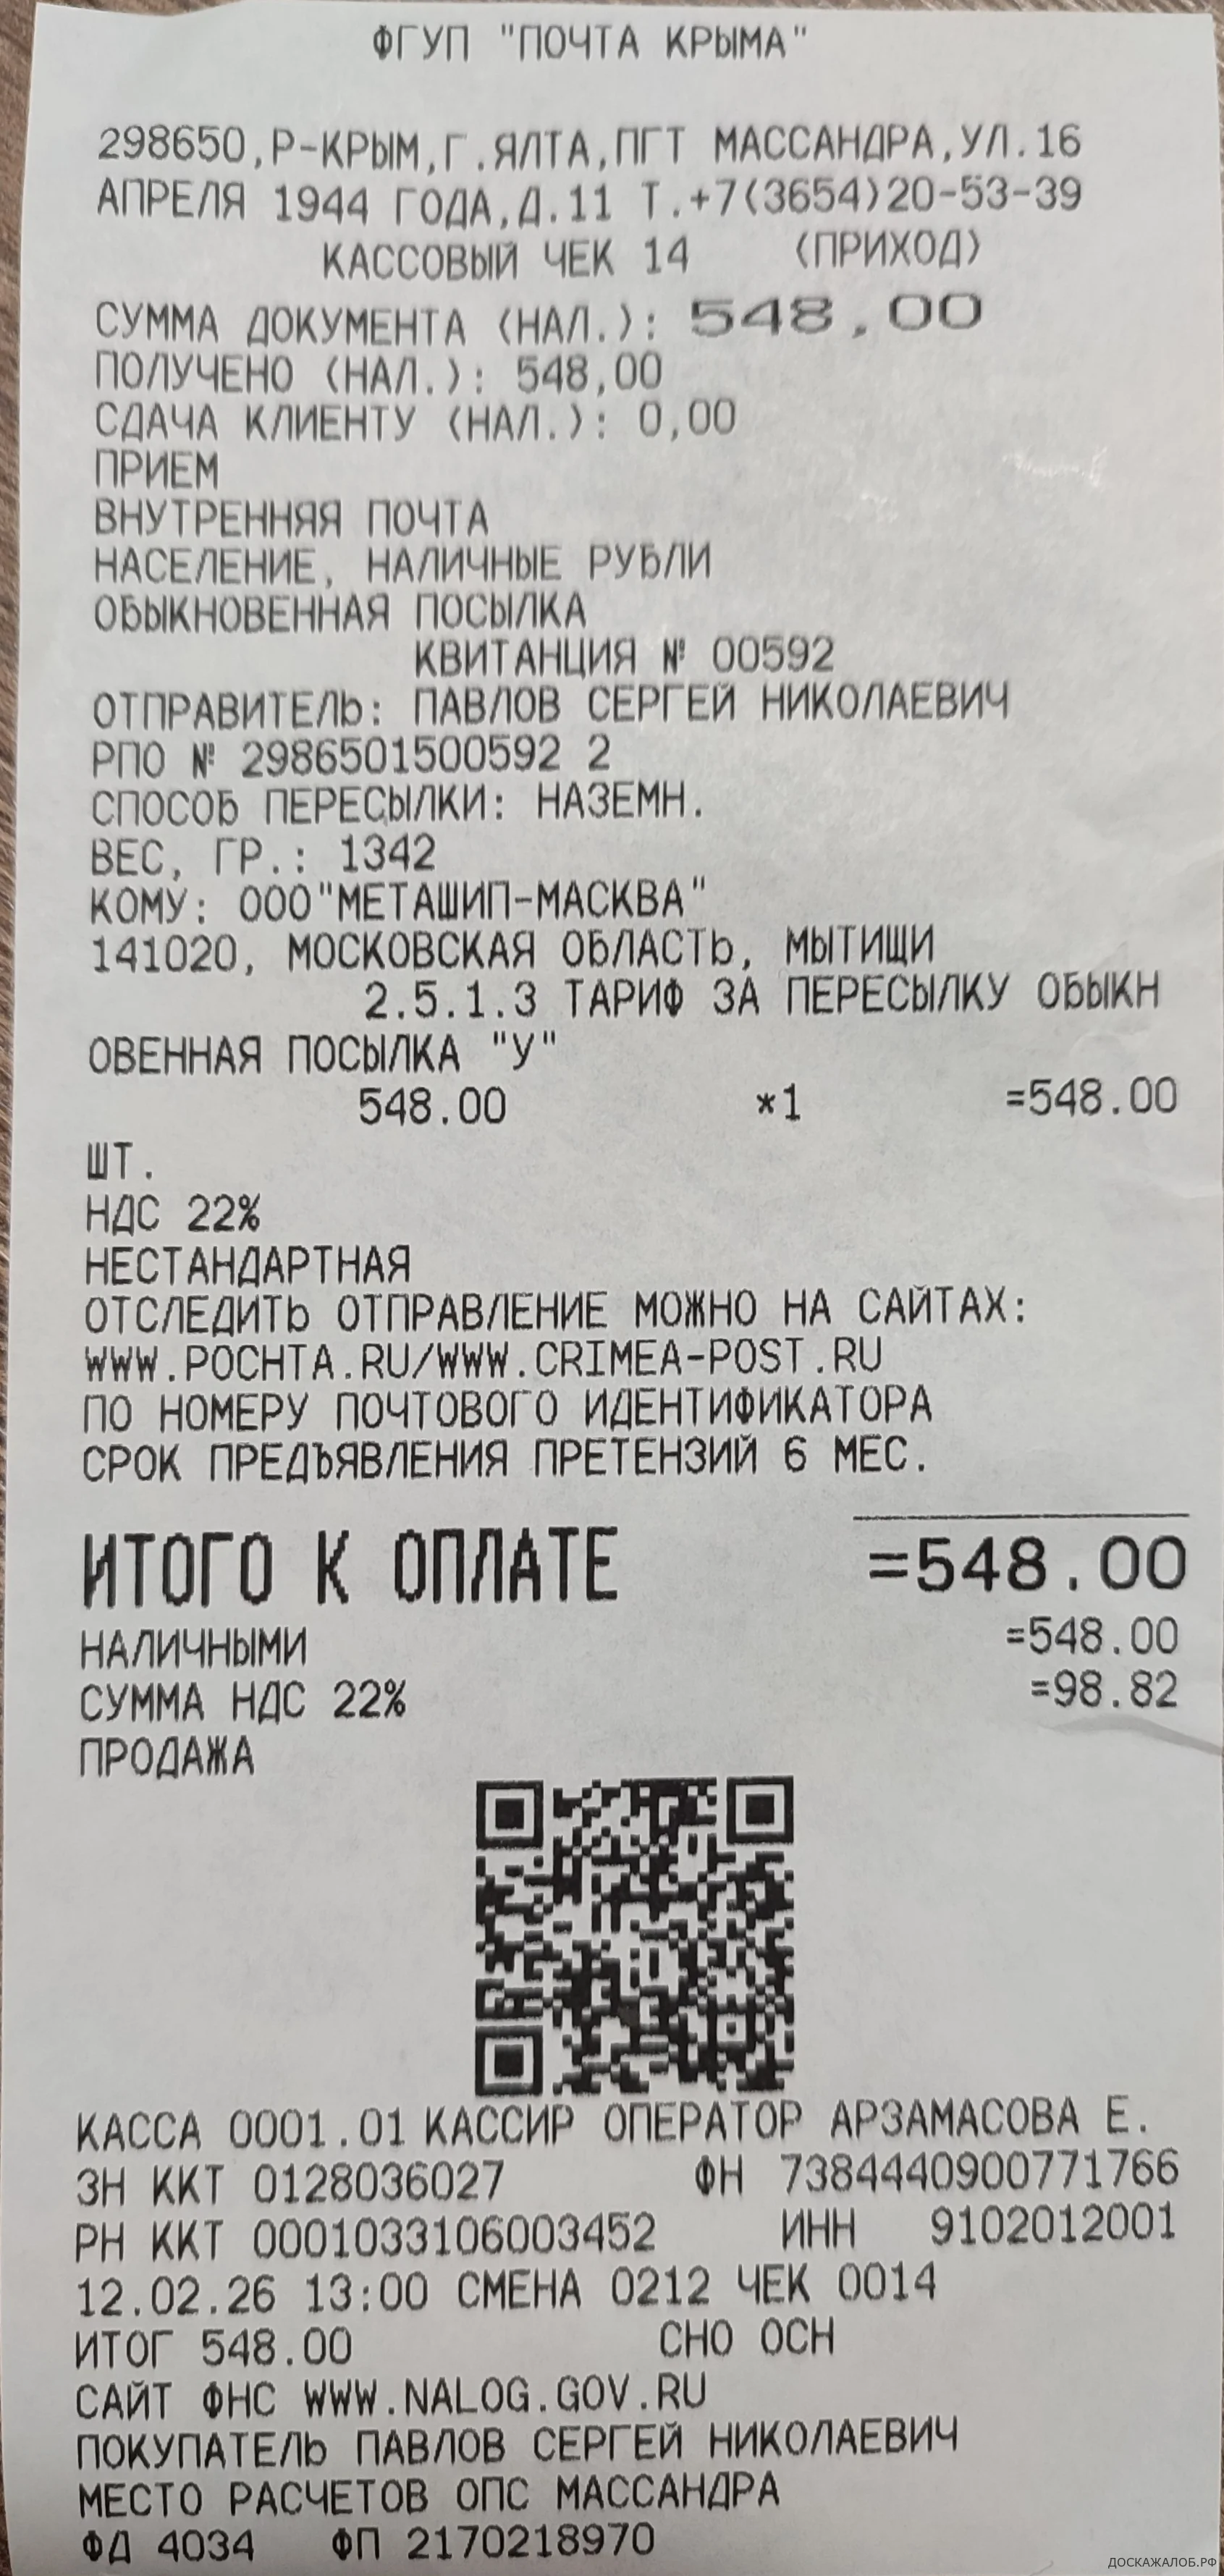 ФГУП "ПОЧТА КРЫМА"
298650,Р-КРЫМ,Г.ЯЛТА,ПГТ МАССАНДРА,УЛ.16
АПРЕЛЯ 1944 ГОДА,Д.11 Т.+7(3654)20-53-39
КАССОВЫЙ ЧЕК 14 (ПРИХОД)
СУММА ДОКУМЕНТА (НАЛ.): 548,00
ПОЛУЧЕНО (НАЛ.): 548,00
СДАЧА КЛИЕНТУ (НАЛ.): 0,00
ПРИЕМ
ВНУТРЕННЯЯ ПОЧТА
НАСЕЛЕНИЕ, НАЛИЧНЫЕ РУБЛИ
ОБЫКНОВЕННАЯ ПОСЫЛКА
КВИТАНЦИЯ № 00592
ОТПРАВИТЕЛЬ: ПАВЛОВ СЕРГЕЙ НИКОЛАЕВИЧ
РПО № 2986501500592 2
СПОСОБ ПЕРЕСЫЛКИ: НАЗЕМН.
ВЕС, ГР.: 1342
КОМУ: ООО"МЕТАШИП-МАСКВА"
141020, МОСКОВСКАЯ ОБЛАСТЬ, МЫТИЩИ
2.5.1.3 ТАРИФ ЗА ПЕРЕСЫЛКУ ОБЫКН
ОВЕННАЯ ПОСЫЛКА "У"
548.00 *1 =548.00
ШТ.
НДС 22%
НЕСТАНДАРТНАЯ
ОТСЛЕДИТЬ ОТПРАВЛЕНИЕ МОЖНО НА САЙТАХ:
WWW.POCHTA.RU/WWW.CRIMEA-POST.RU
ПО НОМЕРУ ПОЧТОВОГО ИДЕНТИФИКАТОРА
СРОК ПРЕДЪЯВЛЕНИЯ ПРЕТЕНЗИЙ 6 МЕС.
ИТОГО К ОПЛАТЕ =548.00
НАЛИЧНЫМИ =548.00
СУММА НДС 22% =98.82
ПРОДАЖА
КАССА 0001.01 КАССИР ОПЕРАТОР АРЗАМАСОВА Е.
ЗН ККТ 0128036027 ФН 7384440900771766
РН ККТ 0001033106003452 ИНН 9102012001
12.02.26 13:00 СМЕНА 0212 ЧЕК 0014
ИТОГ 548.00 СНО ОСН
САЙТ ФНС WWW.NALOG.GOV.RU
ПОКУПАТЕЛЬ ПАВЛОВ СЕРГЕЙ НИКОЛАЕВИЧ
МЕСТО РАСЧЕТОВ ОПС МАССАНДРА
ФД 4034 ФП 2170218970
ДОСКАЖАЛОБ.РФ